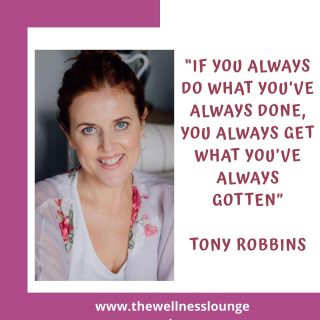 “IF YOU ALWAYS
DO WHAT YOU’VE
ALWAYS DONE,
YOU ALWAYS GET
WHAT YOU’VE
ALWAYS
GOTTEN”
TONY ROBBINS
www.thewellnesslounge